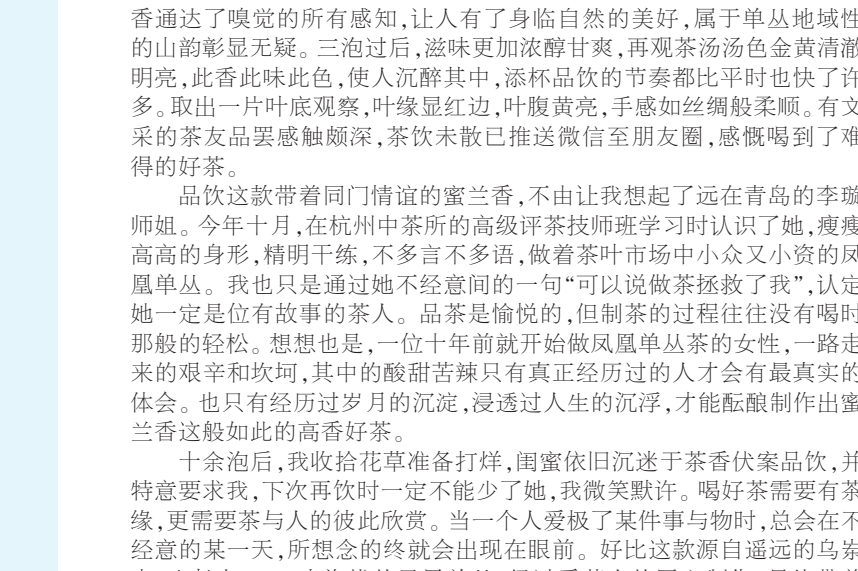 香通达了嗅觉的所有感知,让人有了身临自然的美好,属于单丛地域性
的山韵彰显无疑。三泡过后,滋味更加浓醇甘爽,再观茶汤汤色金黄清澈
明亮,此香此味此色,使人沉醉其中,添杯品饮的节奏都比平时也快了许
多。取出一片叶底观察,叶缘显红边,叶腹黄亮,手感如丝绸般柔顺。有文
采的茶友品罢感触颇深,茶饮未散已推送微信至朋友圈,感慨喝到了难
得的好茶。
品饮这款带着同门情谊的蜜兰香,不由让我想起了远在青岛的李璇
师姐。今年十月,在杭州中茶所的高级评茶技师班学习时认识了她,瘦瘦
高高的身形,精明干练,不多言不多语,做着茶叶市场中小众又小资的凤
凰单丛。我也只是通过她不经意间的一句“可以说做茶拯救了我”,认定
她一定是位有故事的茶人。品茶是愉悦的,但制茶的过程往往没有喝时
那般的轻松。想想也是,一位十年前就开始做凤凰单丛茶的女性,一路走
来的艰辛和坎坷,其中的酸甜苦辣只有真正经历过的人才会有最真实的
体会。也只有经历过岁月的沉淀,浸透过人生的沉浮,才能酝酿制作出蜜
兰香这般如此的高香好茶。
十余泡后,我收拾花草准备打烊,闺蜜依旧沉迷于茶香伏案品饮,并
特意要求我,下次再饮时一定不能少了她,我微笑默许。喝好茶需要有茶
缘,更需要茶与人的彼此欣赏。当一个人爱极了某件事与物时,总会在不
经意的某一天,所想念的终就会出现在眼前。好比这款源自遥远的乌岽